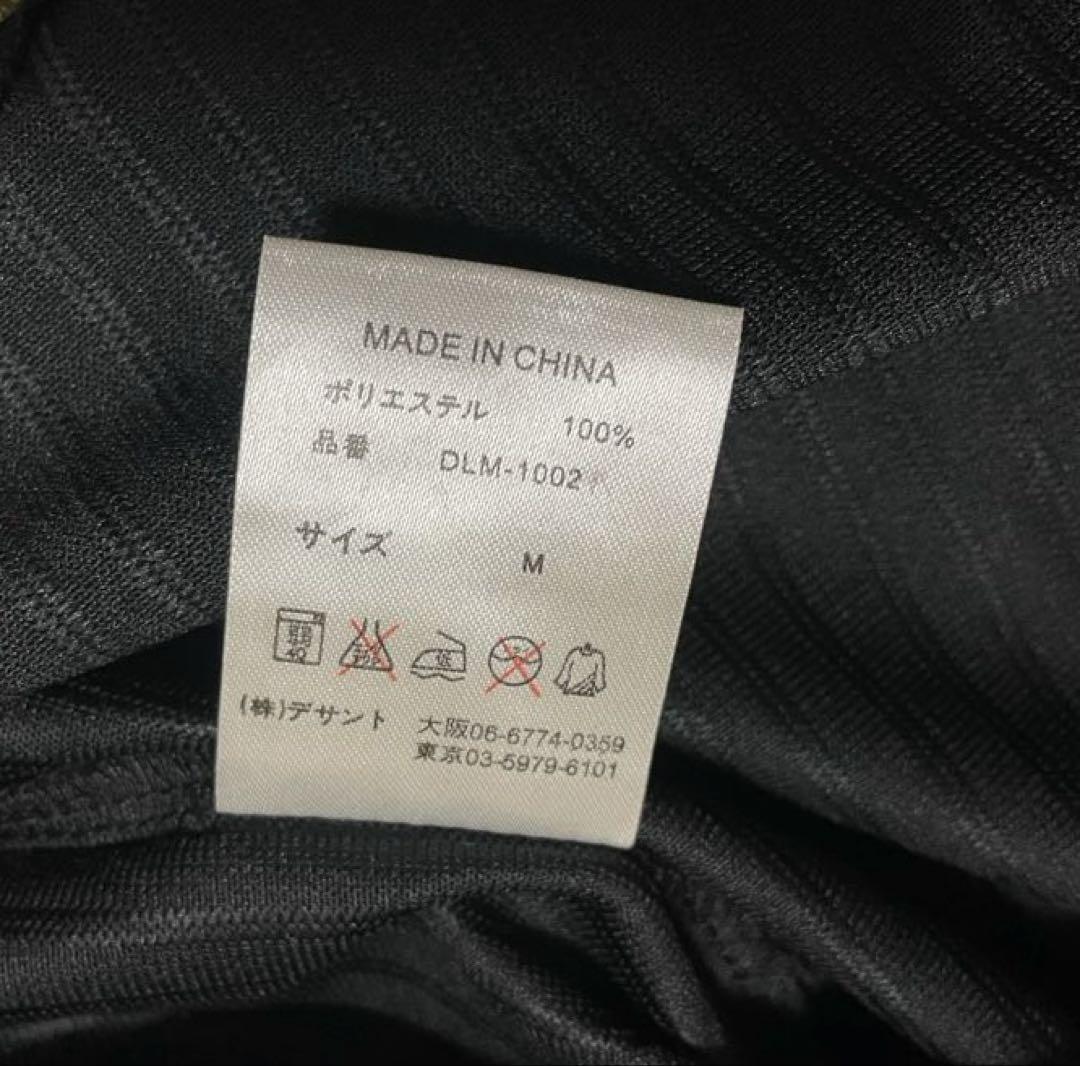 MADE IN CHINA
ポリエステル 100%
品番 DLM-1002
サイズ M
40 低
(株)デサント 大阪06-6774-0359
東京03-5979-6101